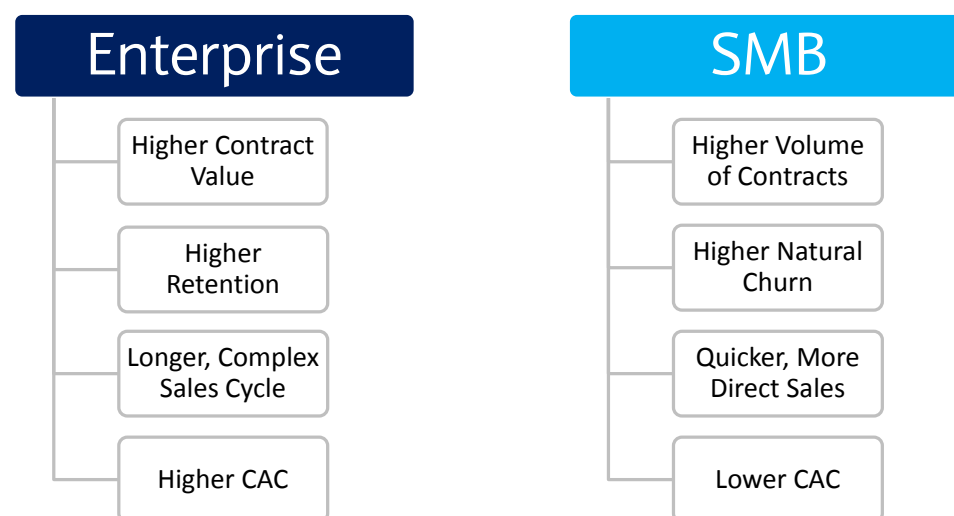 Enterprise
Higher Contract
Value
Higher
Retention
Longer, Complex
Sales Cycle
Higher CAC
SMB
Higher Volume
of Contracts
Higher Natural
Churn
Quicker, More
Direct Sales
Lower CAC